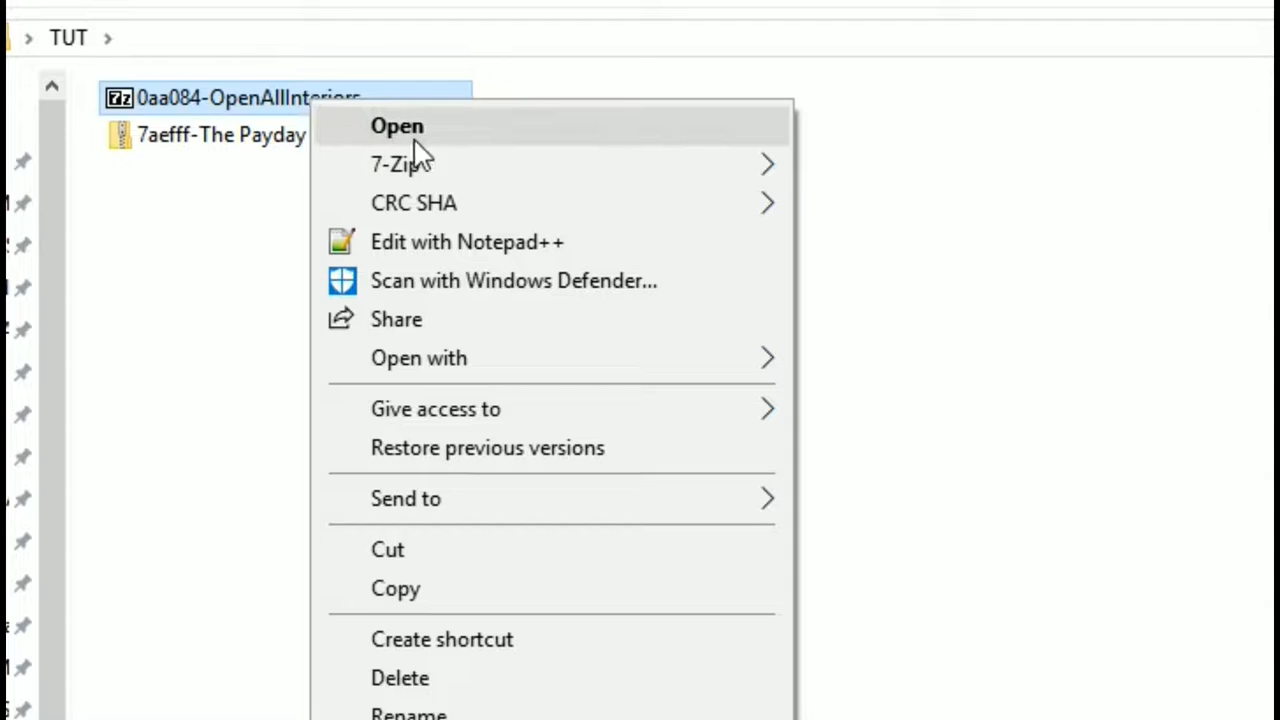 TUT
7z 0aa084-OpenAllInteriors
7aefff-The Payday
Open
7-Zip
CRC SHA
Edit with Notepad++
Scan with Windows Defender...
Share
Open with
Give access to
Restore previous versions
Send to
Cut
Copy
Create shortcut
Delete
Rename